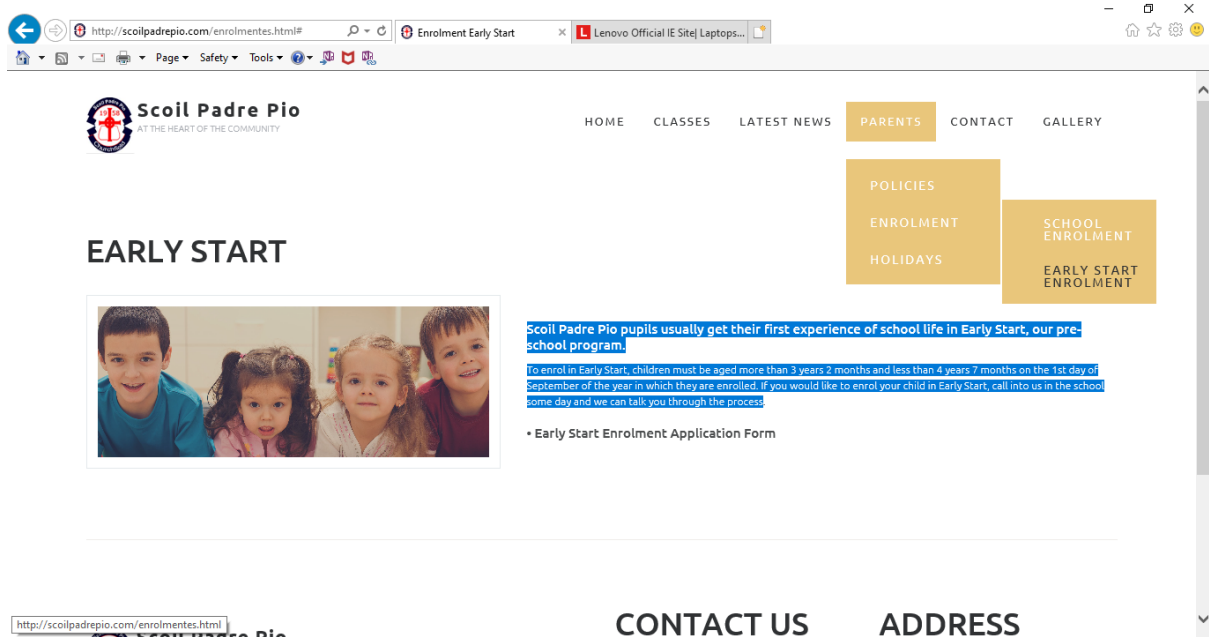 http://scoilpadrepio.com/enrolmentes.html#
Enrolment Early Start
Lenovo Official IE Site| Laptops...
Page
Safety
Tools
Scoil Padre Pio
AT THE HEART OF THE COMMUNITY
HOME
CLASSES
LATEST NEWS
PARENTS
CONTACT
GALLERY
POLICIES
ENROLMENT
HOLIDAYS
SCHOOL
ENROLMENT
EARLY START
ENROLMENT
EARLY START
Scoil Padre Pio pupils usually get their first experience of school life in Early Start, our pre-
school program.
To enrol in Early Start, children must be aged more than 3 years 2 months and less than 4 years 7 months on the 1st day of
September of the year in which they are enrolled. If you would like to enrol your child in Early Start, call into us in the school
some day and we can talk you through the process.
• Early Start Enrolment Application Form
http://scoilpadrepio.com/enrolmentes.html
Scoil Padre Pio
CONTACT US
ADDRESS